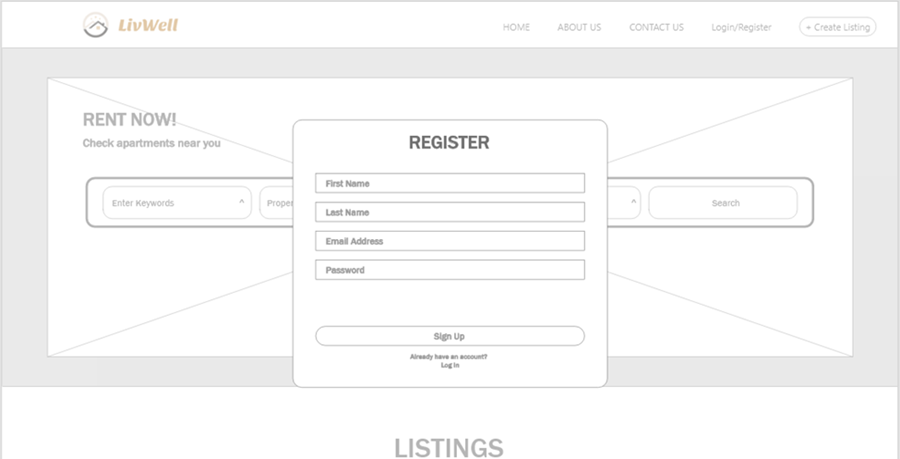 LivWell
HOME
ABOUT US
CONTACT US
Login/Register
+ Create Listing
RENT NOW!
Check apartments near you
Enter Keywords
Proper
Search
REGISTER
First Name
Last Name
Email Address
Password
Sign Up
Already have an account?
Log In
LISTINGS